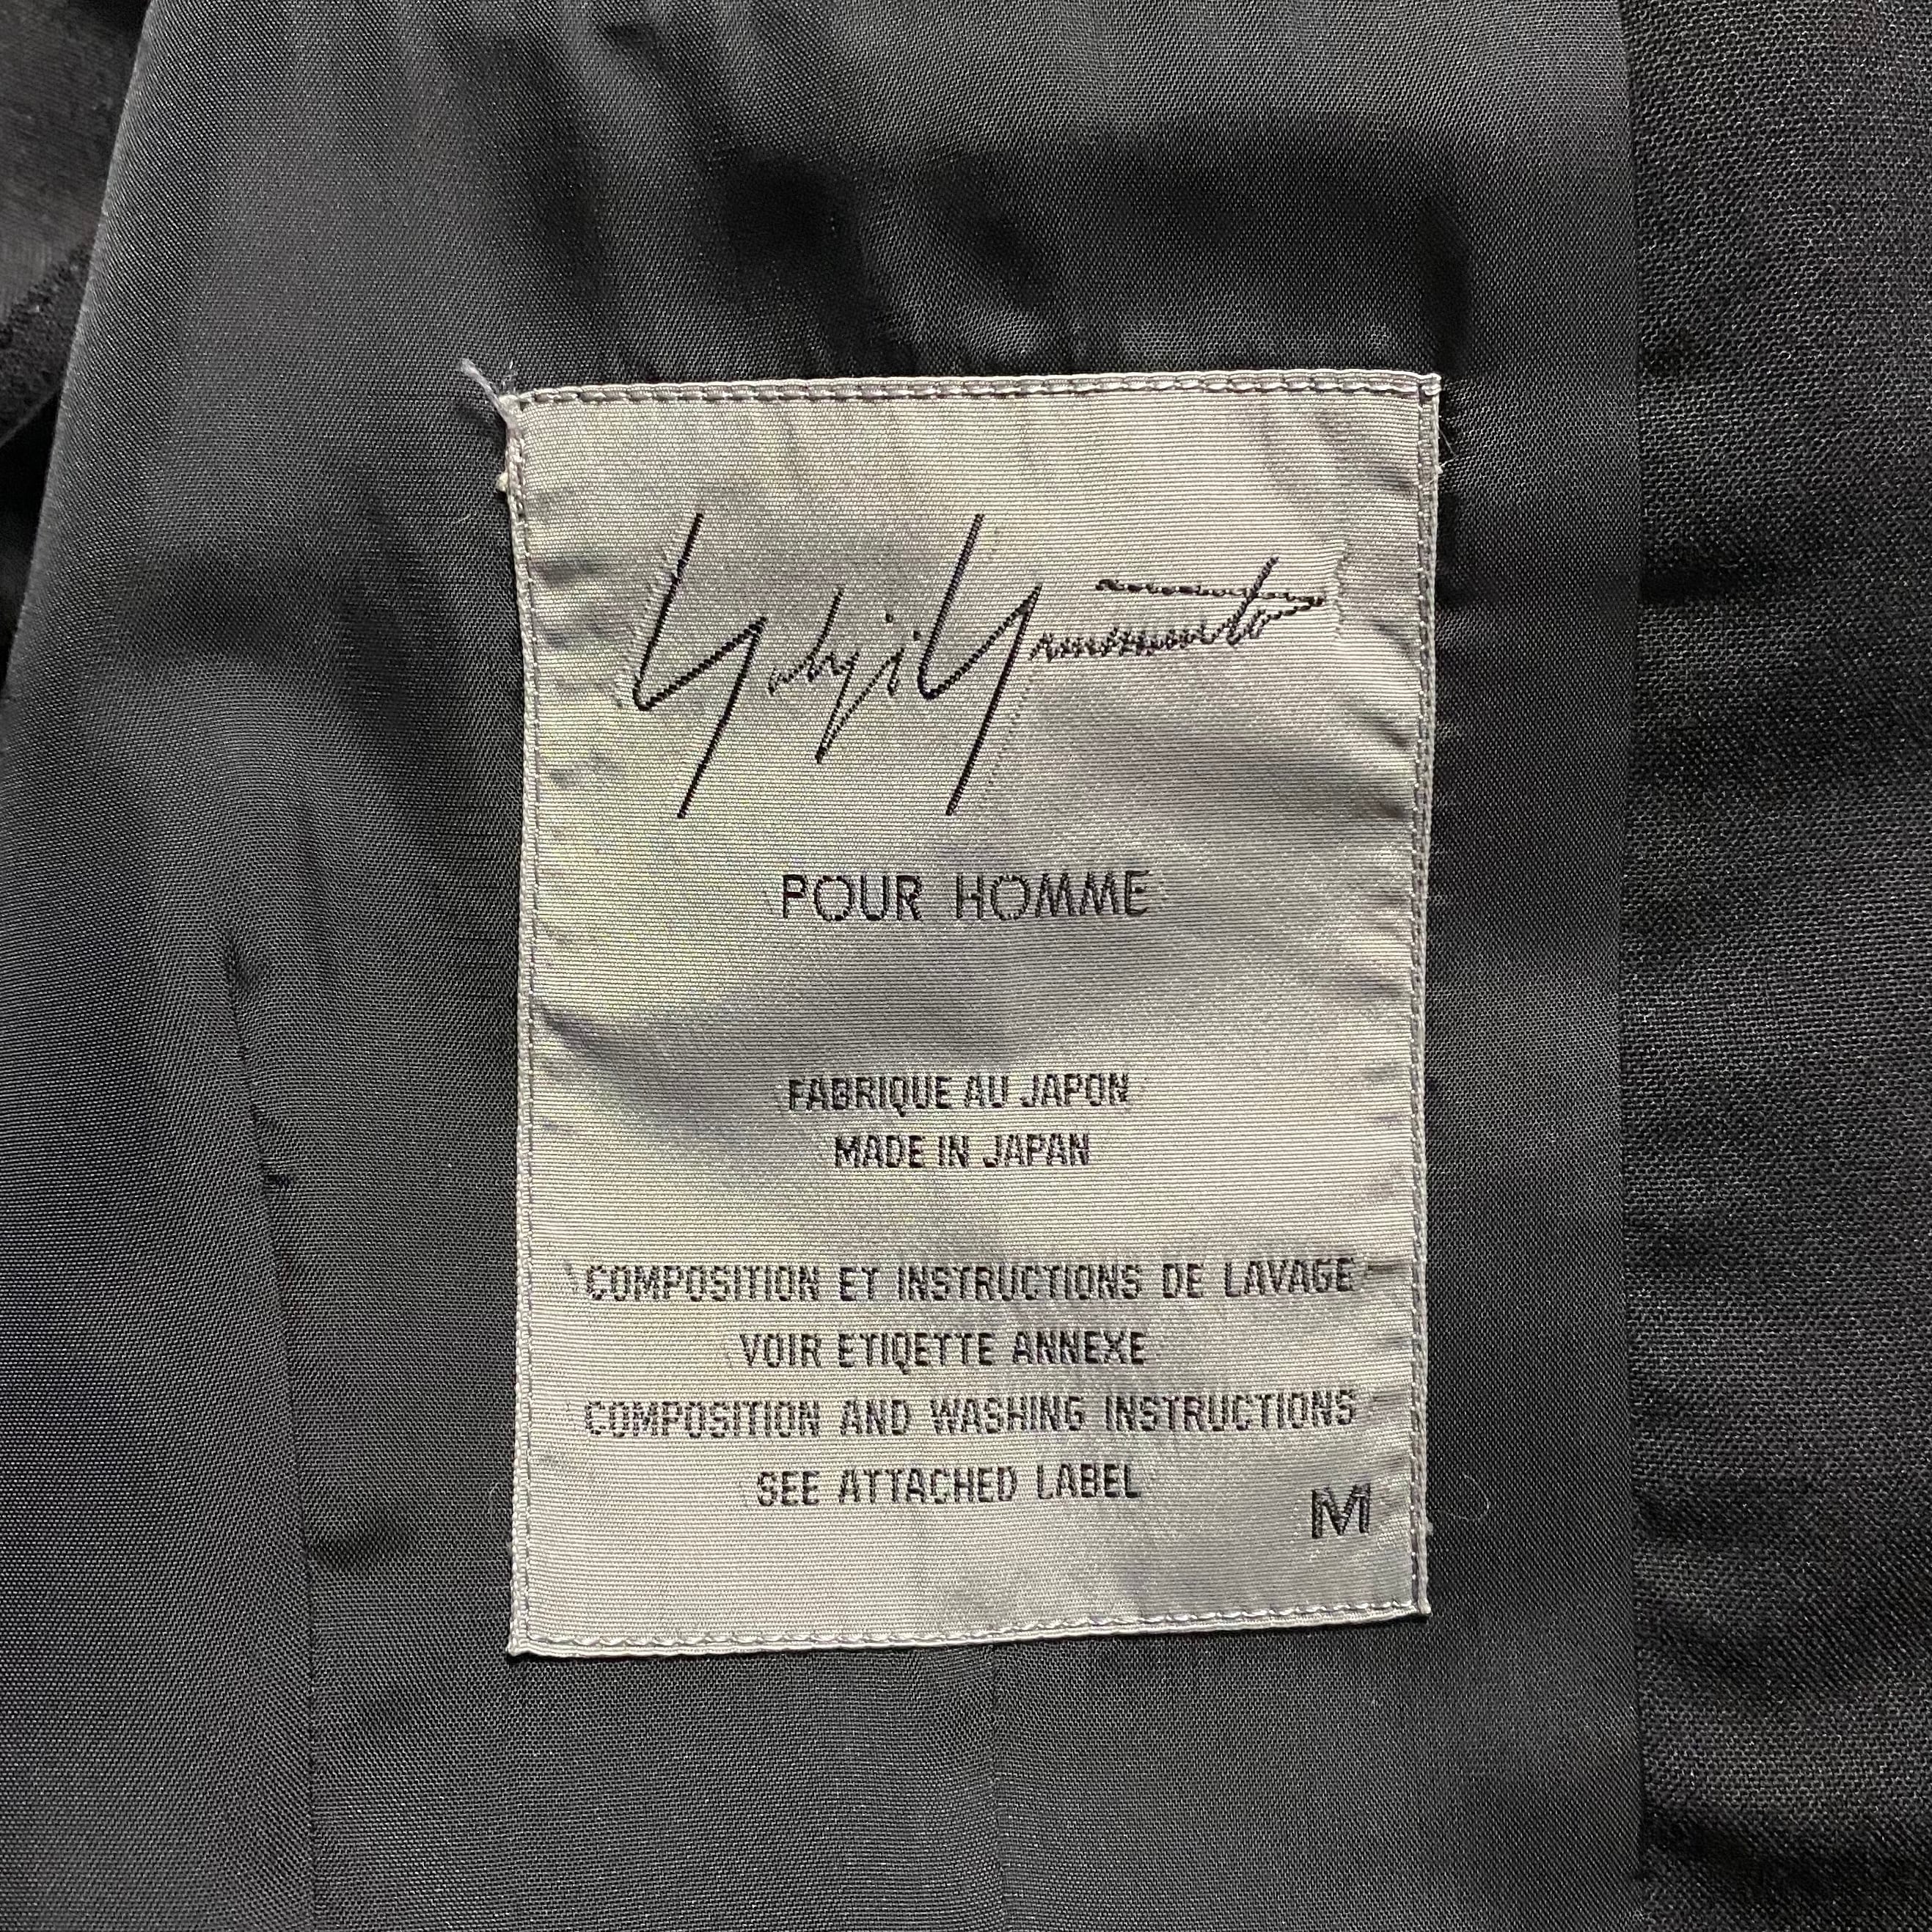 Yohji Yamamoto
POUR HOMME
FABRIQUE AU JAPON
MADE IN JAPAN
COMPOSITION ET INSTRUCTIONS DE LAVAGE
VOIR ETIQETTE ANNEXE
COMPOSITION AND WASHING INSTRUCTIONS
SEE ATTACHED LABEL
M